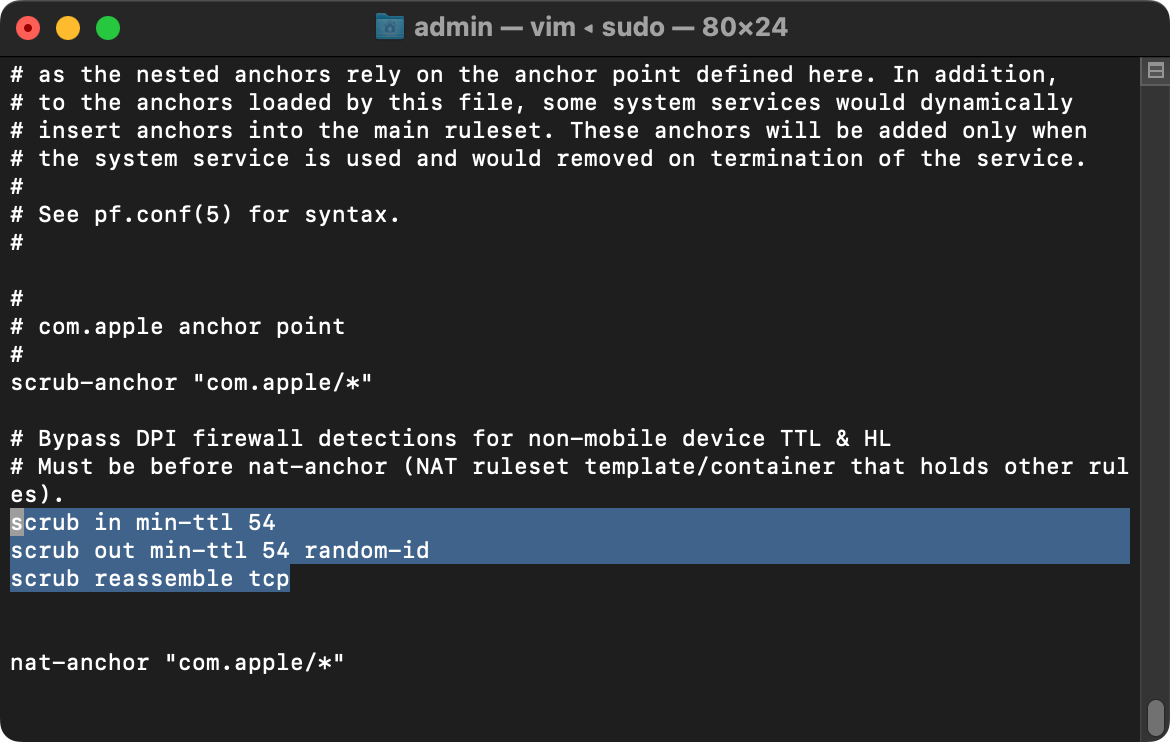 admin — vim ◂ sudo — 80×24
# as the nested anchors rely on the anchor point defined here. In addition,
# to the anchors loaded by this file, some system services would dynamically
# insert anchors into the main ruleset. These anchors will be added only when
# the system service is used and would removed on termination of the service.
#
# See pf.conf(5) for syntax.
#
#
# com.apple anchor point
#
scrub-anchor "com.apple/*"
# Bypass DPI firewall detections for non-mobile device TTL & HL
# Must be before nat-anchor (NAT ruleset template/container that holds other rul
es).
scrub in min-ttl 54
scrub out min-ttl 54 random-id
scrub reassemble tcp
nat-anchor "com.apple/*"